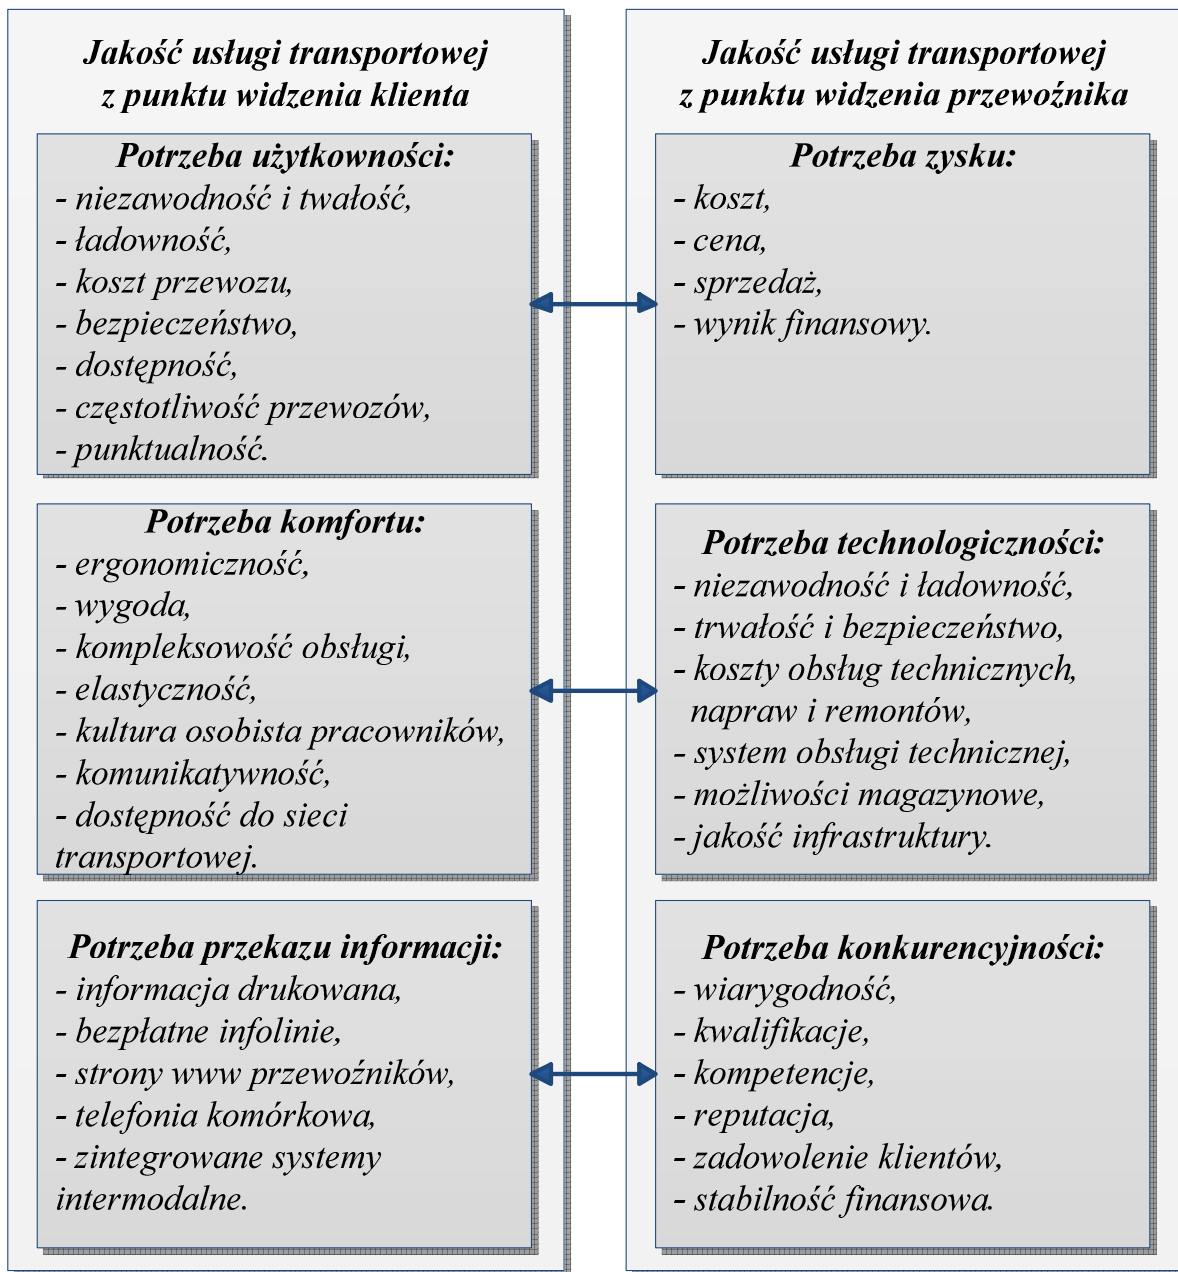 Jakość usługi transportowej
z punktu widzenia klienta
Potrzeba użytkowności:
- niezawodność i twałość,
- ładowność,
- koszt przewozu,
- bezpieczeństwo,
- dostępność,
- częstotliwość przewozów,
- punktualność.
Potrzeba komfortu:
- ergonomiczność,
- wygoda,
- kompleksowość obsługi,
- elastyczność,
- kultura osobista pracowników,
- komunikatywność,
- dostępność do sieci
transportowej.
Potrzeba przekazu informacji:
- informacja drukowana,
- bezpłatne infolinie,
- strony www przewoźników,
- telefonia komórkowa,
- zintegrowane systemy
intermodalne.
Jakość usługi transportowej
z punktu widzenia przewoźnika
Potrzeba zysku:
- koszt,
- cena,
- sprzedaż,
- wynik finansowy.
Potrzeba technologiczności:
- niezawodność i ładowność,
- trwałość i bezpieczeństwo,
- koszty obsług technicznych,
napraw i remontów,
- system obsługi technicznej,
- możliwości magazynowe,
- jakość infrastruktury.
Potrzeba konkurencyjności:
- wiarygodność,
- kwalifikacje,
- kompetencje,
- reputacja,
- zadowolenie klientów,
- stabilność finansowa.